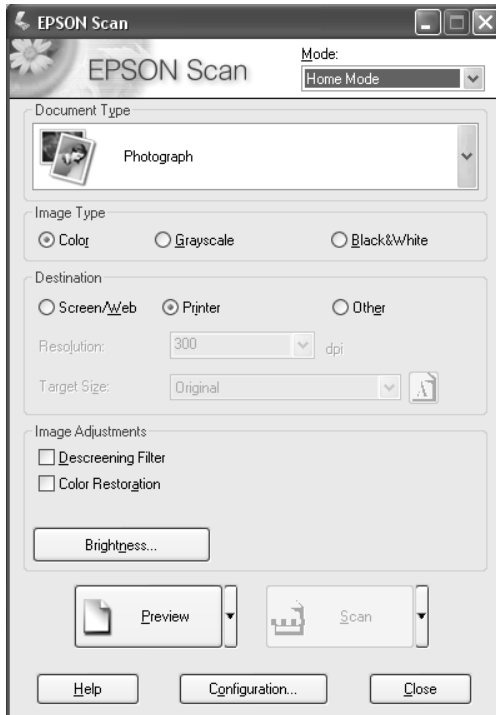 EPSON Scan
EPSON Scan
Mode:
Home Mode
Document Type
Photograph
Image Type
Color Grayscale Black&White
Destination
Screen/Web Printer Other
Resolution: 300 dpi
Target Size: Original
Image Adjustments
Descreening Filter
Color Restoration
Brightness...
Preview Scan
Help Configuration... Close